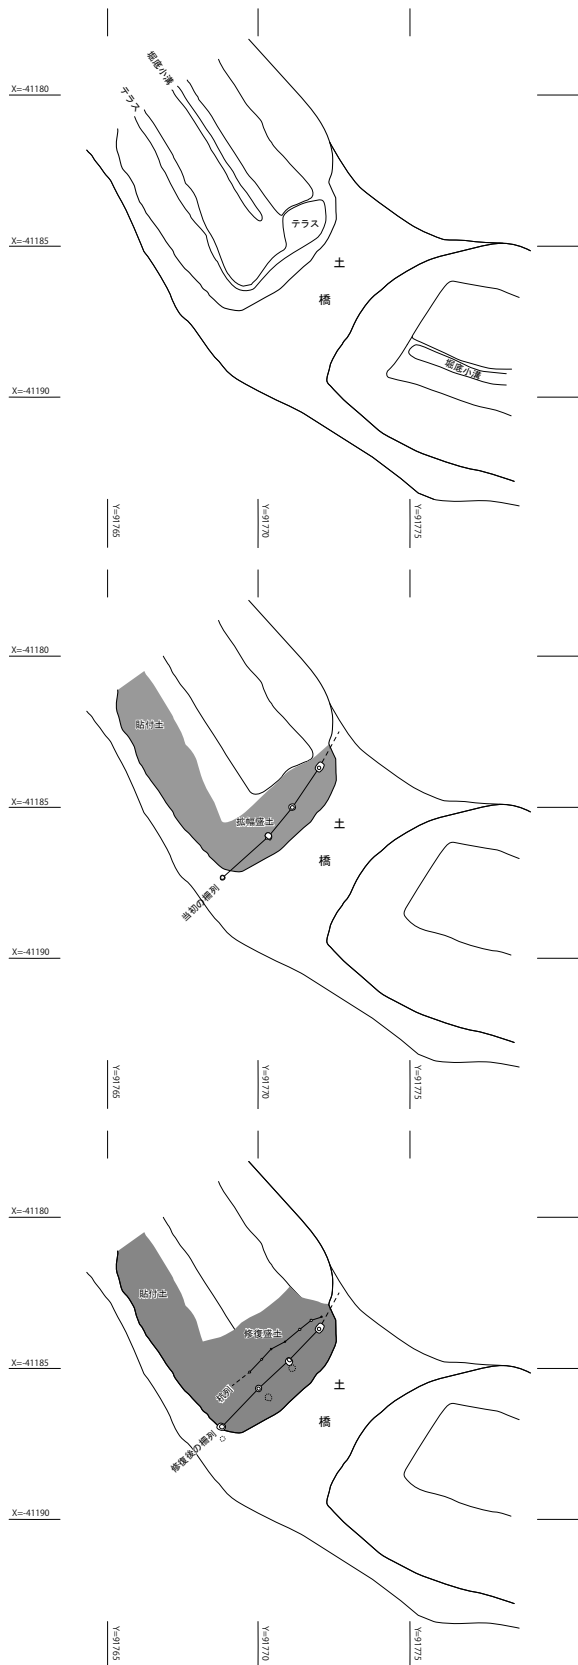 堀底小溝
テラス
X=-41180
テラス
X=-41185
土
橋
堀底小溝
X=-41190
Y=91765
Y=91770
Y=91775
X=-41180
貼付土
X=-41185
拡幅盛土
土
橋
当初の柵列
X=-41190
Y=91765
Y=91770
Y=91775
X=-41180
貼付土
修復盛土
X=-41185
杭列
土
橋
修復後の柵列
X=-41190
Y=91765
Y=91770
Y=91775